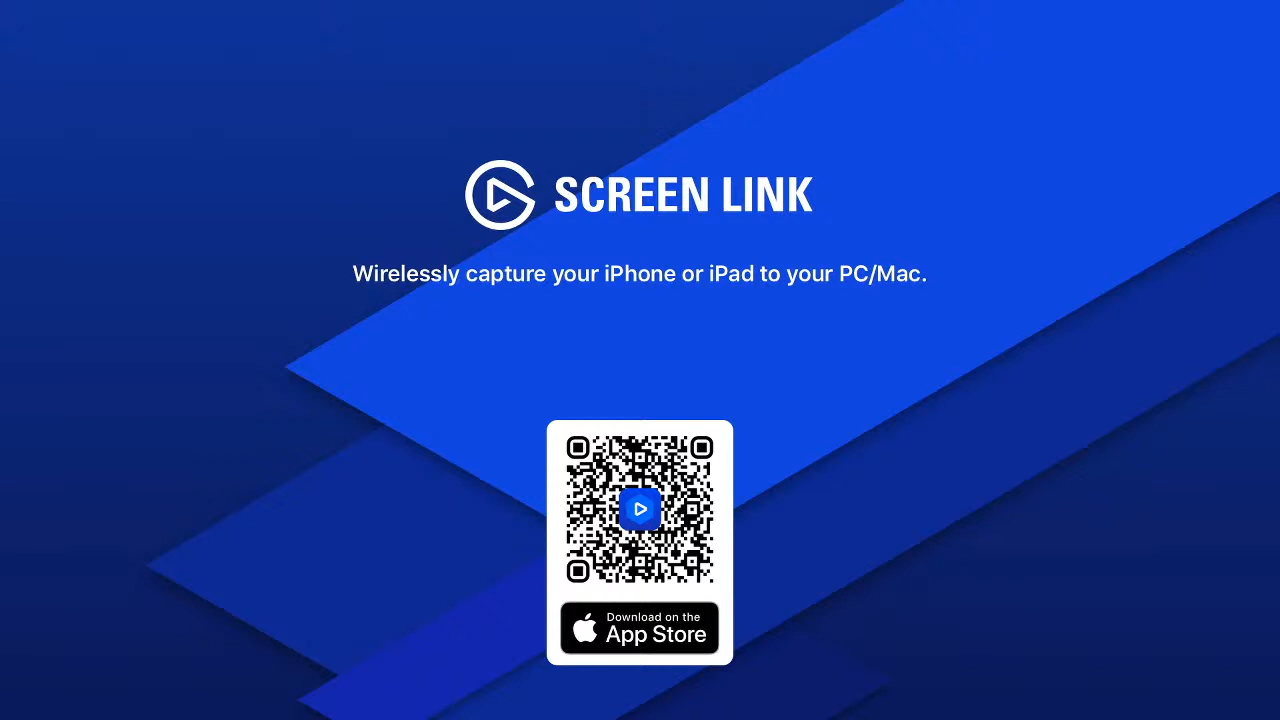 SCREEN LINK
Wirelessly capture your iPhone or iPad to your PC/Mac.
Download on the
App Store